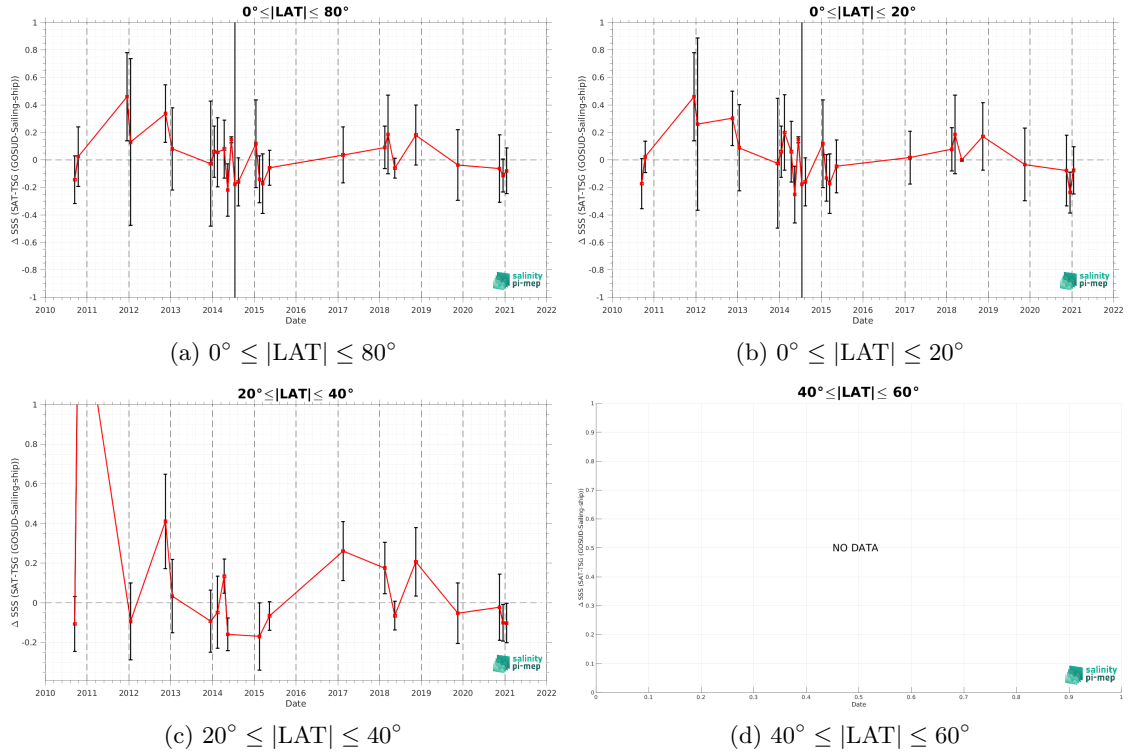 0°≤|LAT|≤ 80°
Δ SSS (SAT-TSG (GOSUD-Sailing-ship))
1
0.8
0.6
0.4
0.2
0
-0.2
-0.4
-0.6
-0.8
-1
2010 2011 2012 2013 2014 2015 2016 2017 2018 2019 2020 2021 2022
Date
salinity
pi-mep
(a) 0° ≤ |LAT| ≤ 80°
0°≤|LAT|≤ 20°
Δ SSS (SAT-TSG (GOSUD-Sailing-ship))
1
0.8
0.6
0.4
0.2
0
-0.2
-0.4
-0.6
-0.8
-1
2010 2011 2012 2013 2014 2015 2016 2017 2018 2019 2020 2021 2022
Date
salinity
pi-mep
(b) 0° ≤ |LAT| ≤ 20°
20°≤|LAT|≤ 40°
Δ SSS (SAT-TSG (GOSUD-Sailing-ship))
1
0.8
0.6
0.4
0.2
0
-0.2
2010 2011 2012 2013 2014 2015 2016 2017 2018 2019 2020 2021 2022
Date
salinity
pi-mep
(c) 20° ≤ |LAT| ≤ 40°
40°≤|LAT|≤ 60°
Δ SSS (SAT-TSG (GOSUD-Sailing-ship))
1
0.9
0.8
0.7
0.6
0.5
0.4
0.3
0.2
0.1
0
NO DATA
0 0.1 0.2 0.3 0.4 0.5 0.6 0.7 0.8 0.9 1
Date
salinity
pi-mep
(d) 40° ≤ |LAT| ≤ 60°